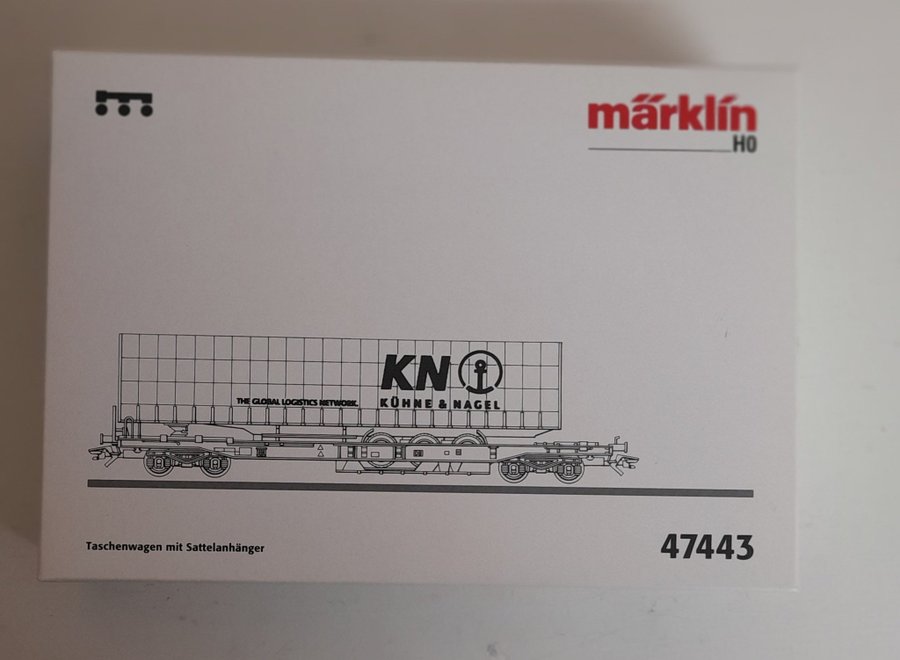 märklin
H0
KN
THE GLOBAL LOGISTICS NETWORK.
KÜHNE & NAGEL
Taschenwagen mit Sattelanhänger
47443